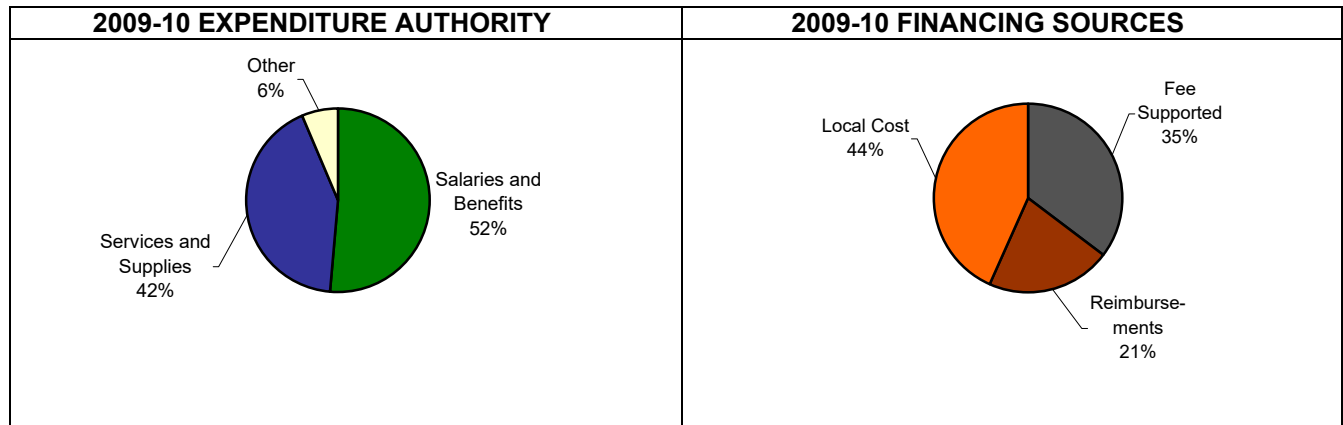 2009-10 EXPENDITURE AUTHORITY
Other
6%
Salaries and
Benefits
52%
Services and
Supplies
42%
2009-10 FINANCING SOURCES
Fee
Supported
35%
Local Cost
44%
Reimburse-
ments
21%